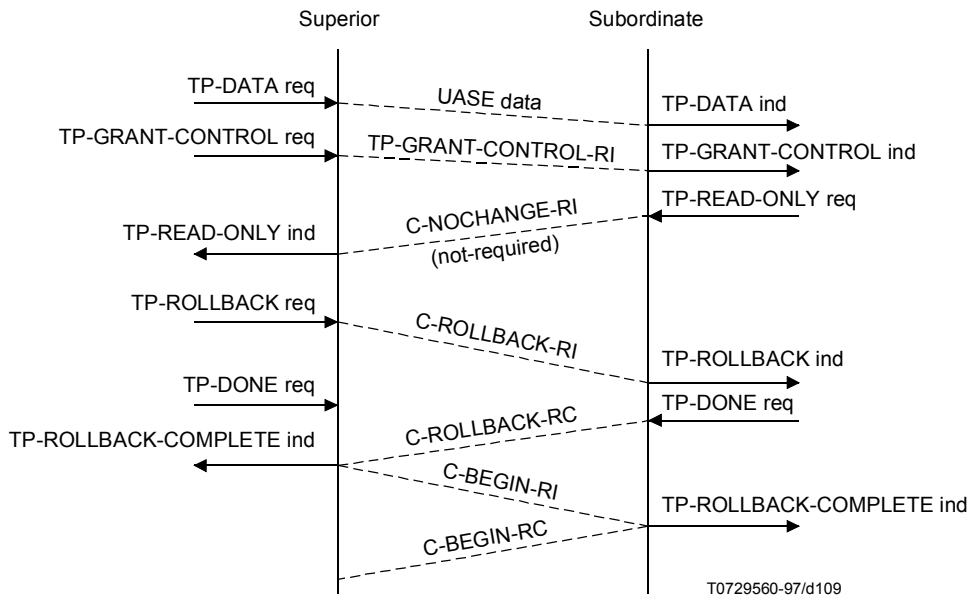 Superior
Subordinate
TP-DATA req
UASE data
TP-DATA ind
TP-GRANT-CONTROL req
TP-GRANT-CONTROL-RI
TP-GRANT-CONTROL ind
TP-READ-ONLY req
C-NOCHANGE-RI
TP-READ-ONLY ind
(not-required)
TP-ROLLBACK req
C-ROLLBACK-RI
TP-ROLLBACK ind
TP-DONE req
TP-DONE req
C-ROLLBACK-RC
TP-ROLLBACK-COMPLETE ind
C-BEGIN-RI
TP-ROLLBACK-COMPLETE ind
C-BEGIN-RC
T0729560-97/d109